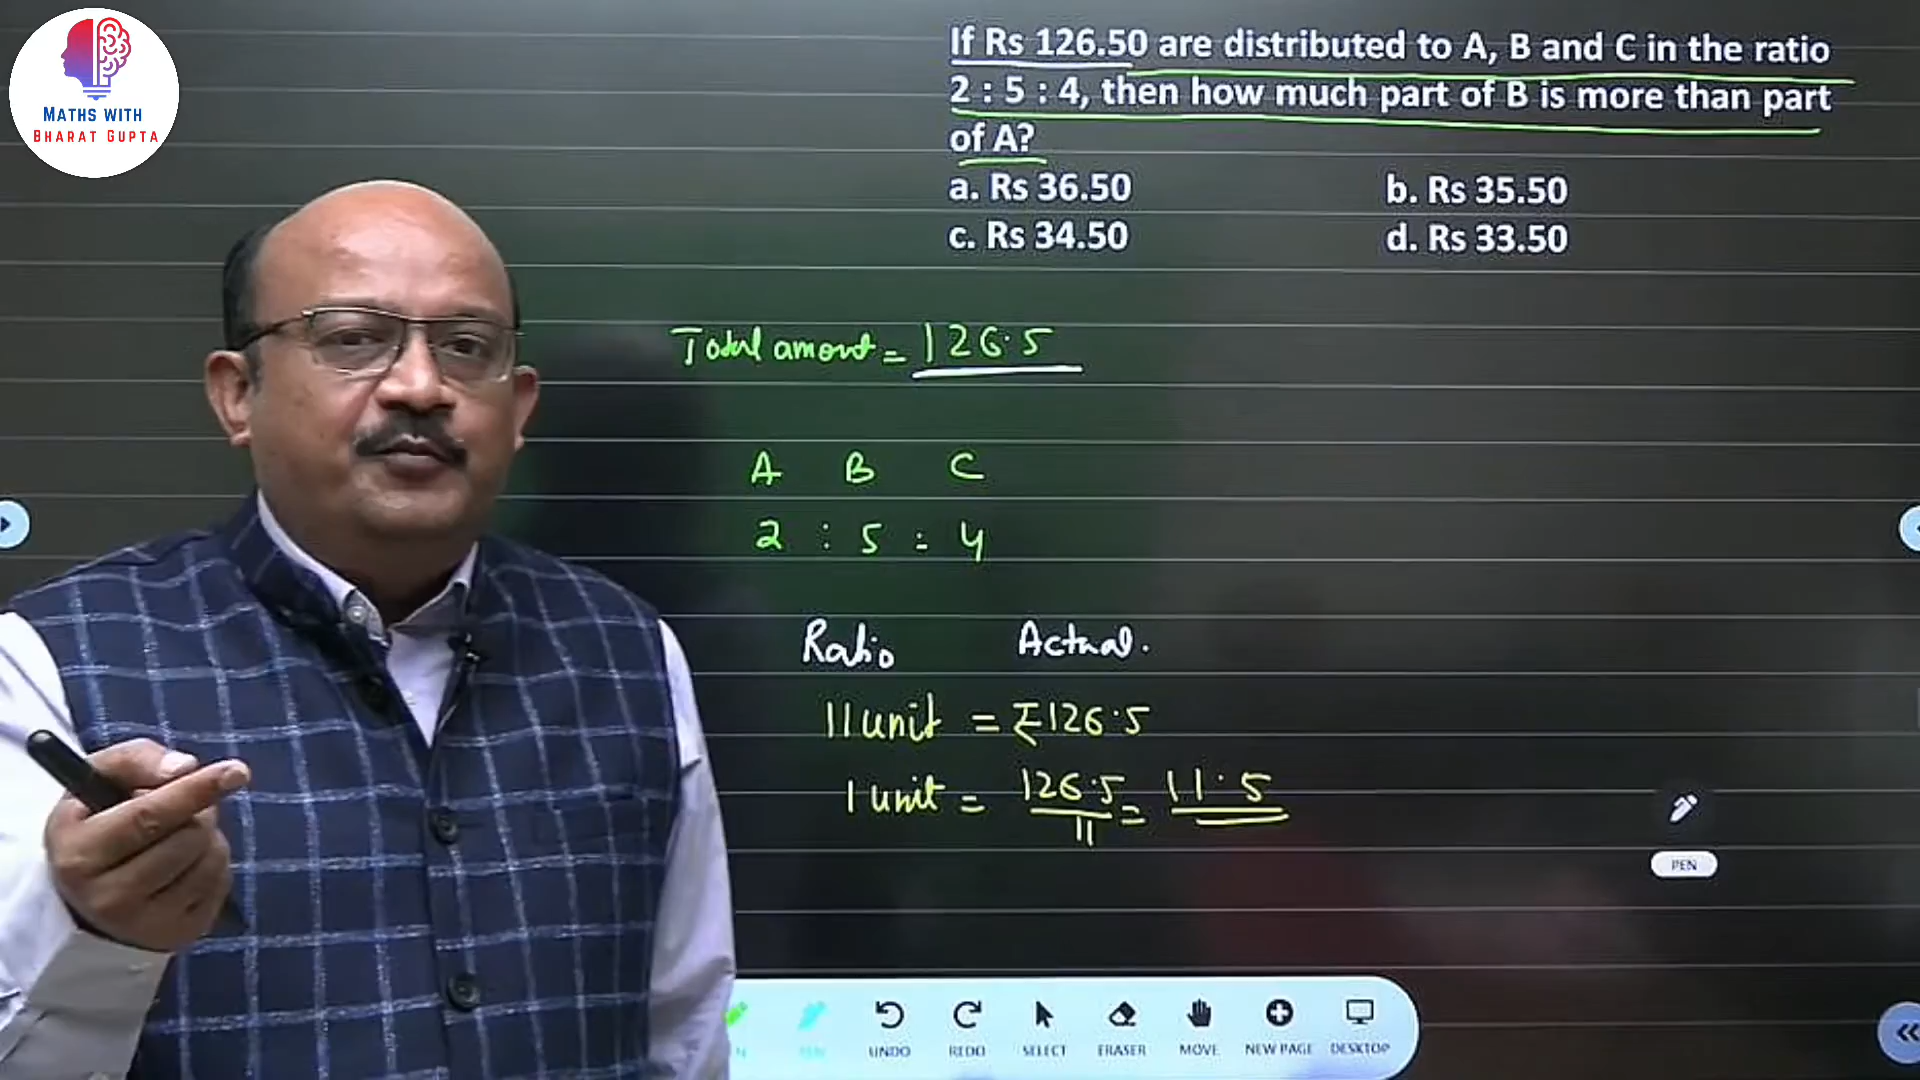 MATHS WITH
BHARAT GUPTA
If Rs 126.50 are distributed to A, B and C in the ratio
2 : 5 : 4, then how much part of B is more than part
of A?
a. Rs 36.50 b. Rs 35.50
c. Rs 34.50 d. Rs 33.50
Total amount = 126.5
A B C
2 : 5 : 4
Ratio Actual.
11 unit = ₹126.5
1 unit = 126.5/11 = 11.5
PEN
PEN UNDO REDO SELECT ERASER MOVE NEW PAGE DESKTOP